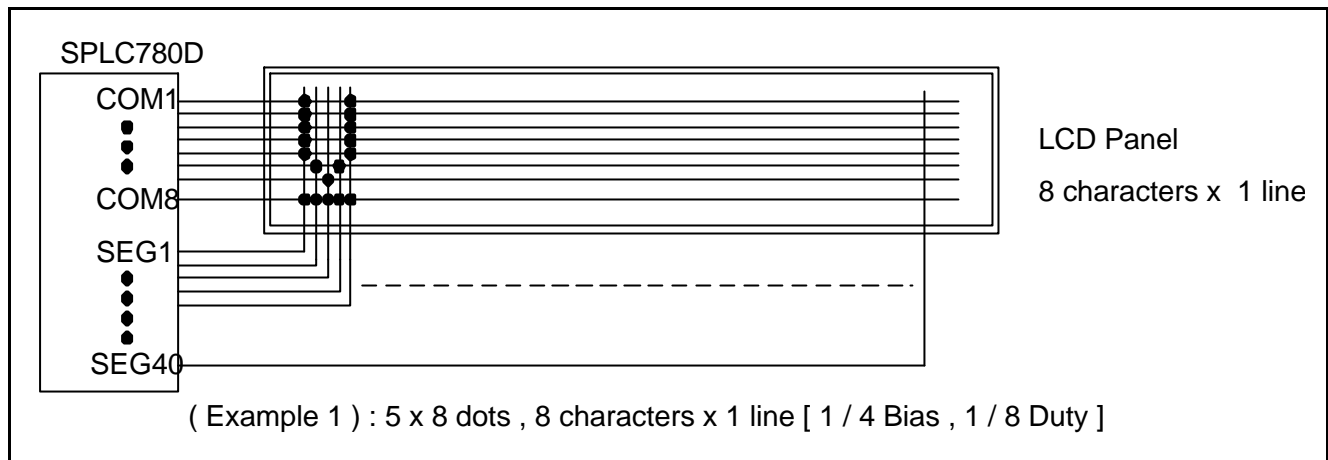 SPLC780D
COM1
COM8
SEG1
SEG40
LCD Panel
8 characters x 1 line
( Example 1 ) : 5 x 8 dots , 8 characters x 1 line [ 1 / 4 Bias , 1 / 8 Duty ]